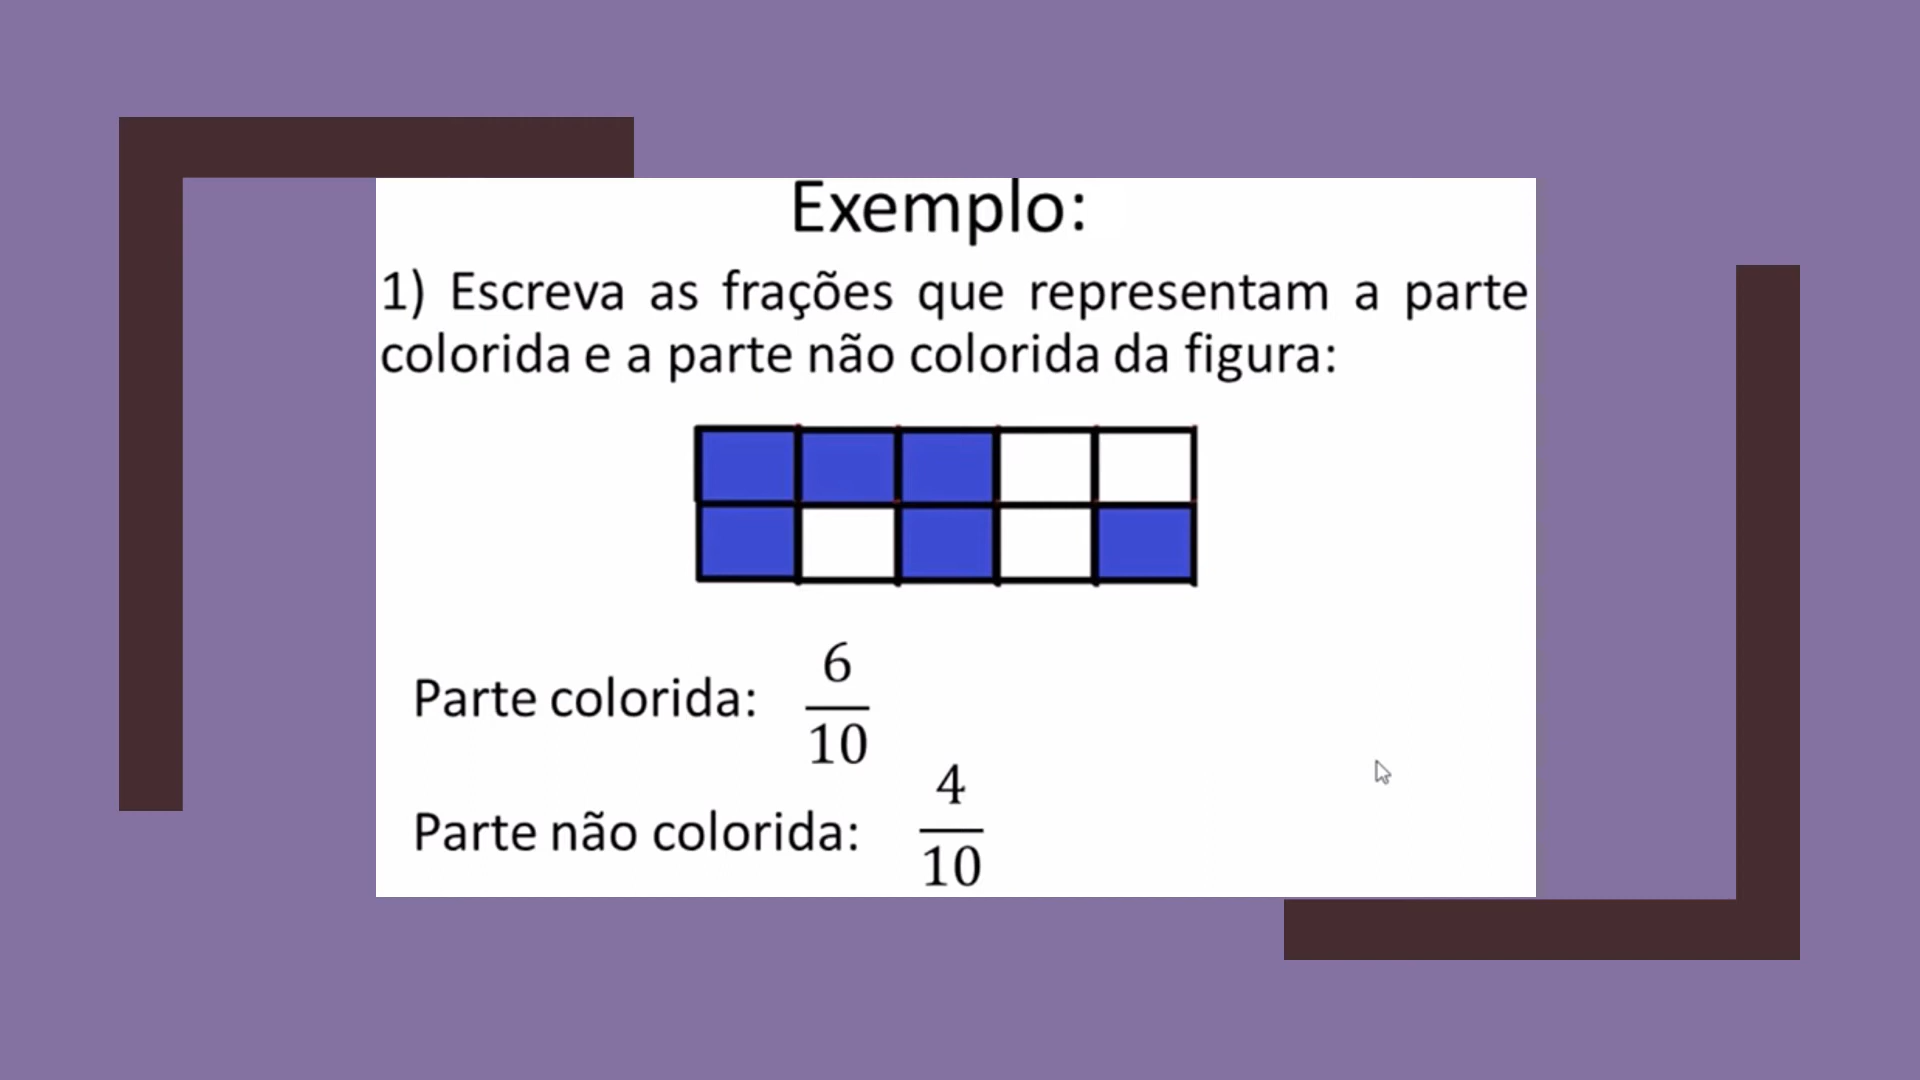 Exemplo:
1) Escreva as frações que representam a parte
colorida e a parte não colorida da figura:
Parte colorida: 6/10
Parte não colorida: 4/10